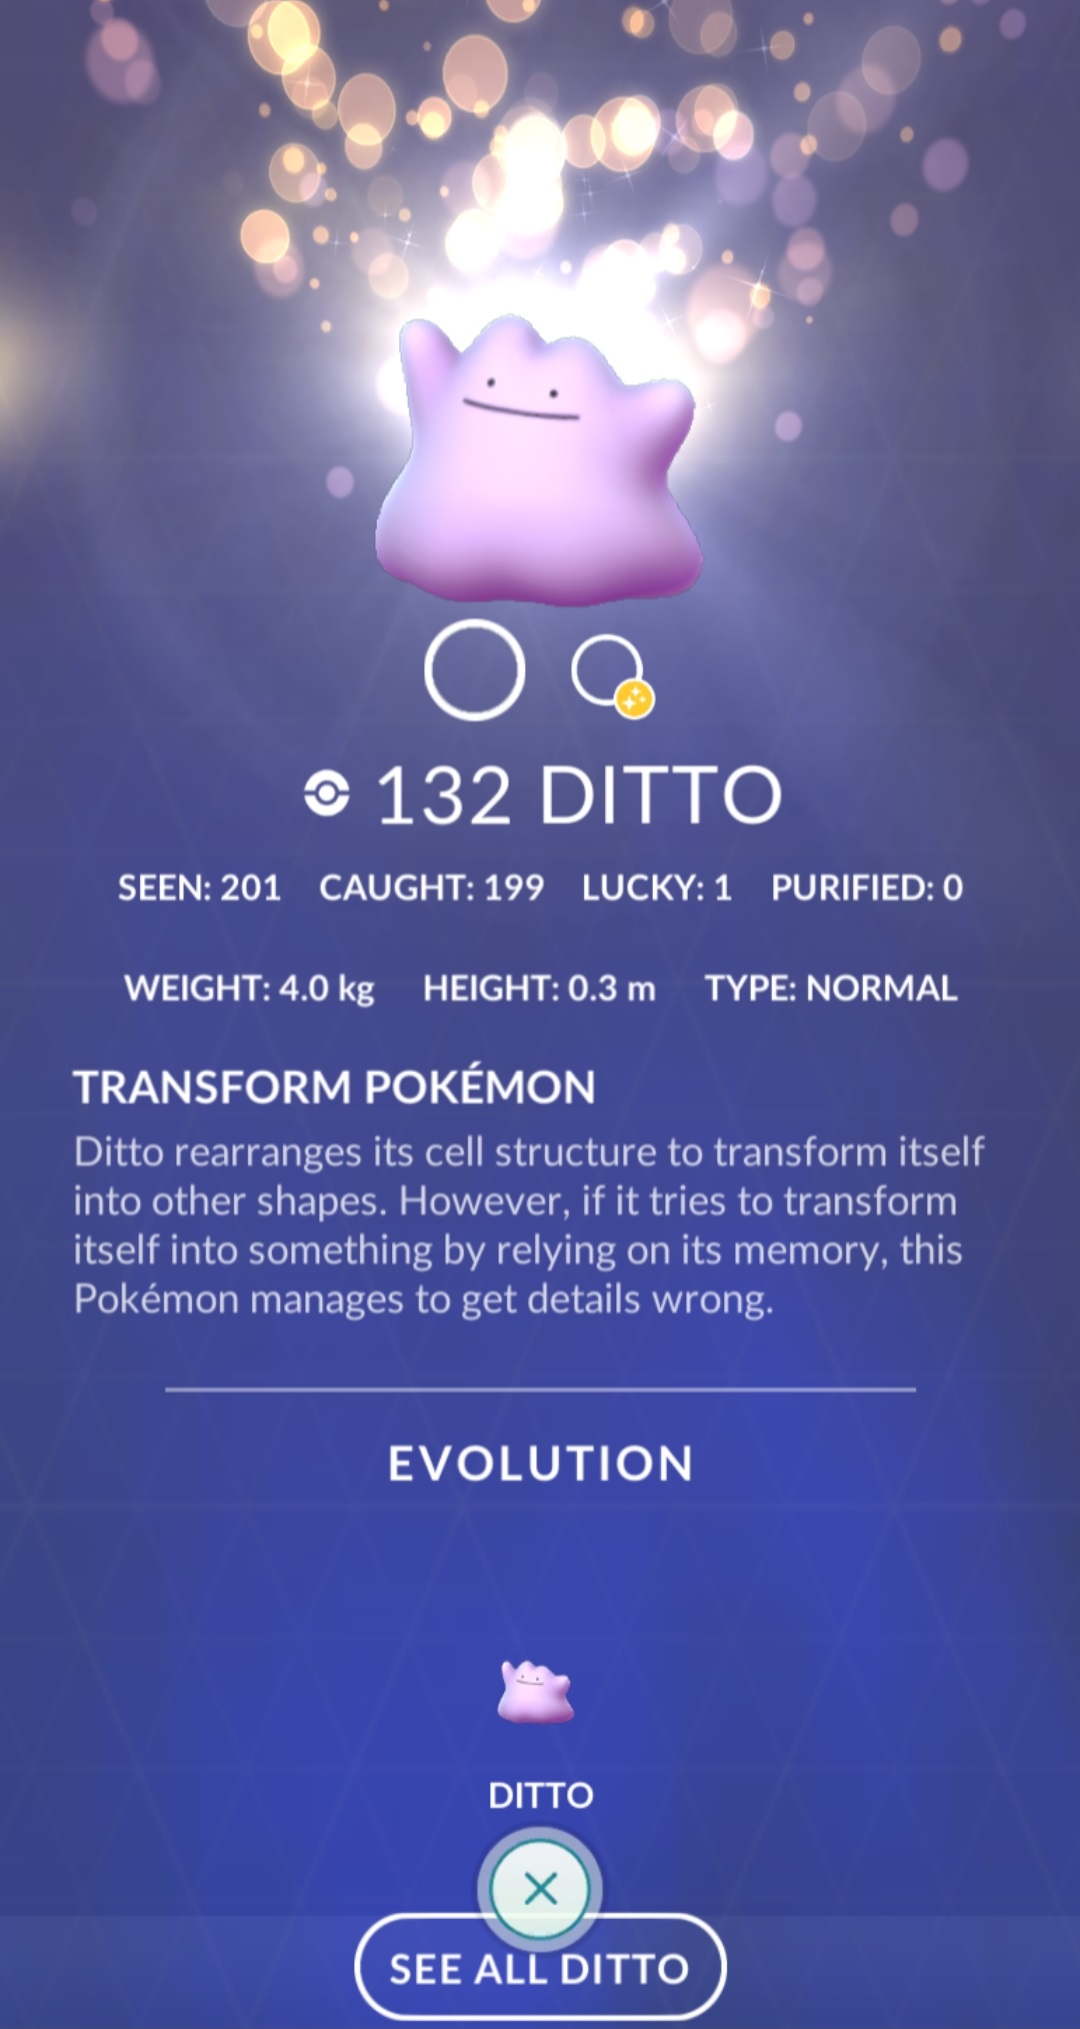 132 DITTO
SEEN: 201 CAUGHT: 199 LUCKY: 1 PURIFIED: 0
WEIGHT: 4.0 kg HEIGHT: 0.3 m TYPE: NORMAL
TRANSFORM POKÉMON
Ditto rearranges its cell structure to transform itself
into other shapes. However, if it tries to transform
itself into something by relying on its memory, this
Pokémon manages to get details wrong.
EVOLUTION
DITTO
SEE ALL DITTO